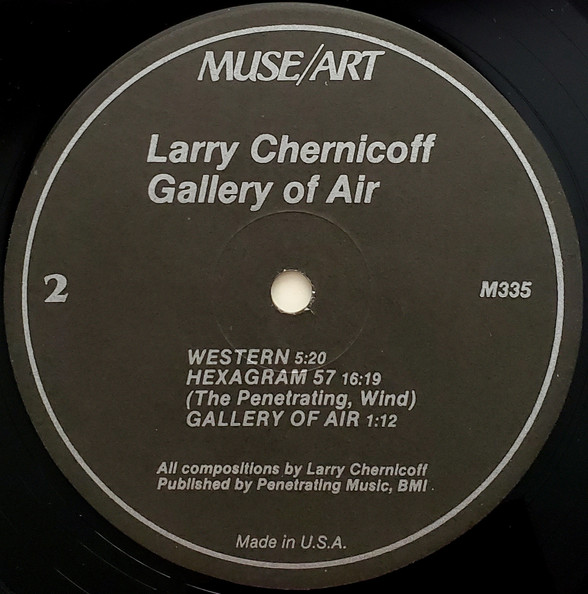 MUSE/ART
Larry Chernicoff
Gallery of Air
2
M335
WESTERN 5:20
HEXAGRAM 57 16:19
(The Penetrating, Wind)
GALLERY OF AIR 1:12
All compositions by Larry Chernicoff
Published by Penetrating Music, BMI.
Made in U.S.A.